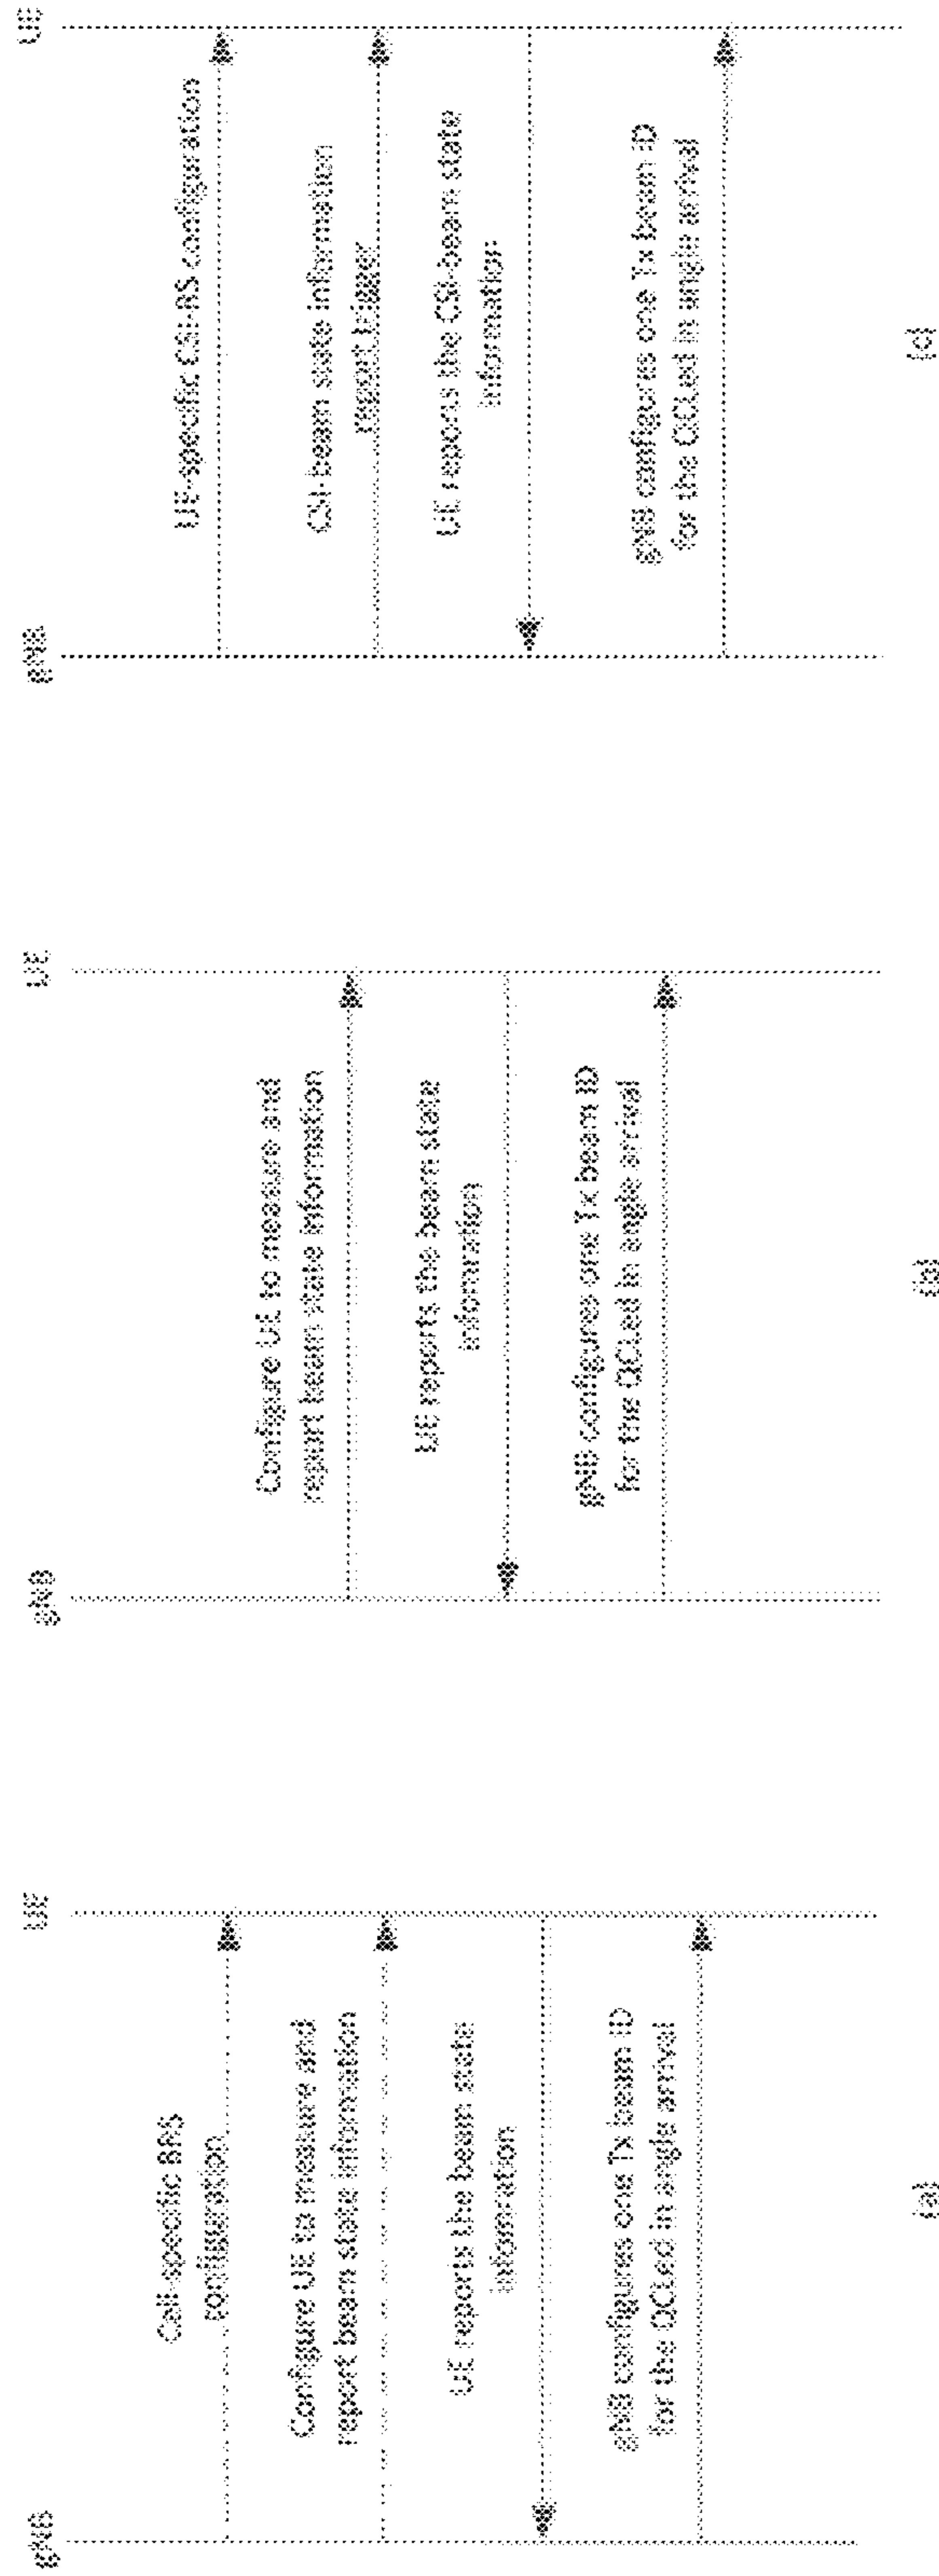 gNB
UE
Cell-specific BRS
configuration
Configure UE to measure and
report beam state information
UE reports the beam state
information
gNB configures one Tx beam ID
for the QCLed in angle arrival
(a)
gNB
UE
Configure UE to measure and
report beam state information
UE reports the beam state
information
gNB configures one Tx beam ID
for the QCLed in angle arrival
(b)
gNB
UE
UE-specific CSI-RS configuration
CSI-beam state information
report trigger
UE reports the CSI-beam state
information
gNB configures one Tx beam ID
for the QCLed in angle arrival
(c)